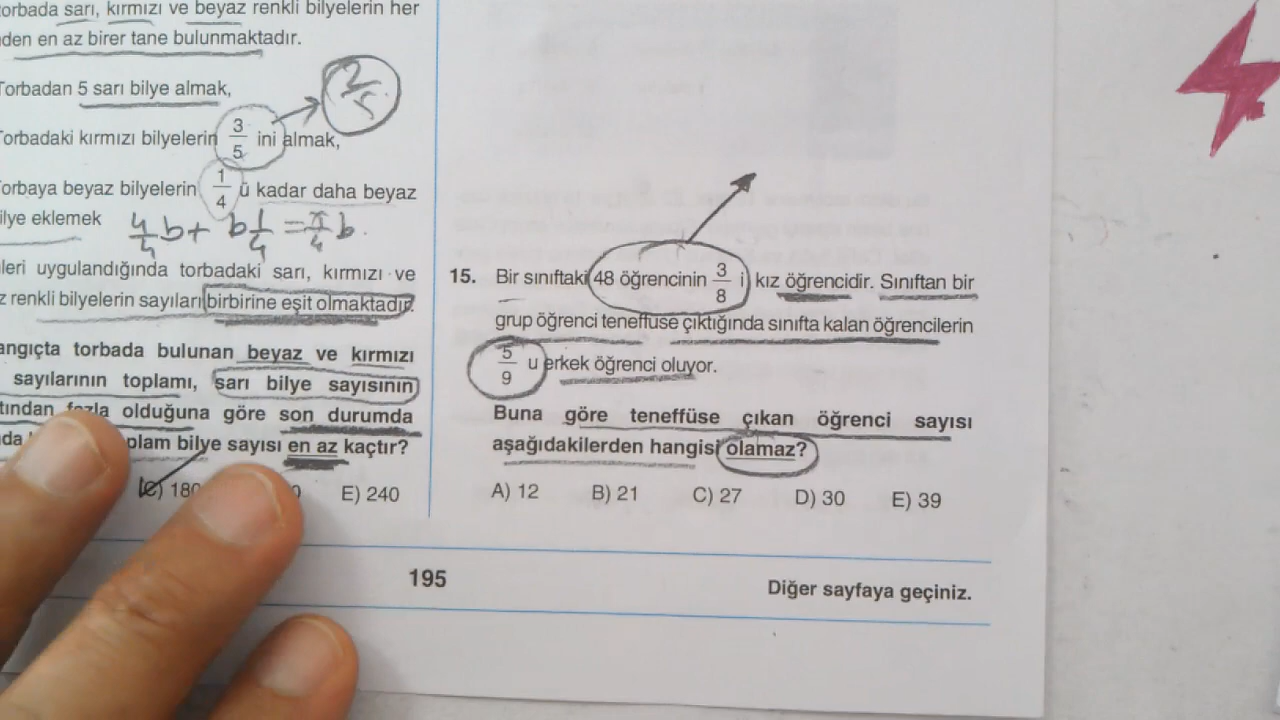 orbada sarı, kırmızı ve beyaz renkli bilyelerin her
den en az birer tane bulunmaktadır.
Torbadan 5 sarı bilye almak,
2/5
Torbadaki kırmızı bilyelerin 3/5 ini almak,
Torbaya beyaz bilyelerin 1/4 ü kadar daha beyaz
ilye eklemek
leri uygulandığında torbadaki sarı, kırmızı ve
z renkli bilyelerin sayıları birbirine eşit olmaktadır.
angıçta torbada bulunan beyaz ve kırmızı
sayılarının toplamı, sarı bilye sayısının
tından fazla olduğuna göre son durumda
plam bilye sayısı en az kaçtır?
C) 180
E) 240
15. Bir sınıftaki 48 öğrencinin 3/8 i kız öğrencidir. Sınıftan bir
grup öğrenci teneffüse çıktığında sınıfta kalan öğrencilerin
5/9 u erkek öğrenci oluyor.
Buna göre teneffüse çıkan öğrenci sayısı
aşağıdakilerden hangisi olamaz?
A) 12 B) 21 C) 27 D) 30 E) 39
195
Diğer sayfaya geçiniz.